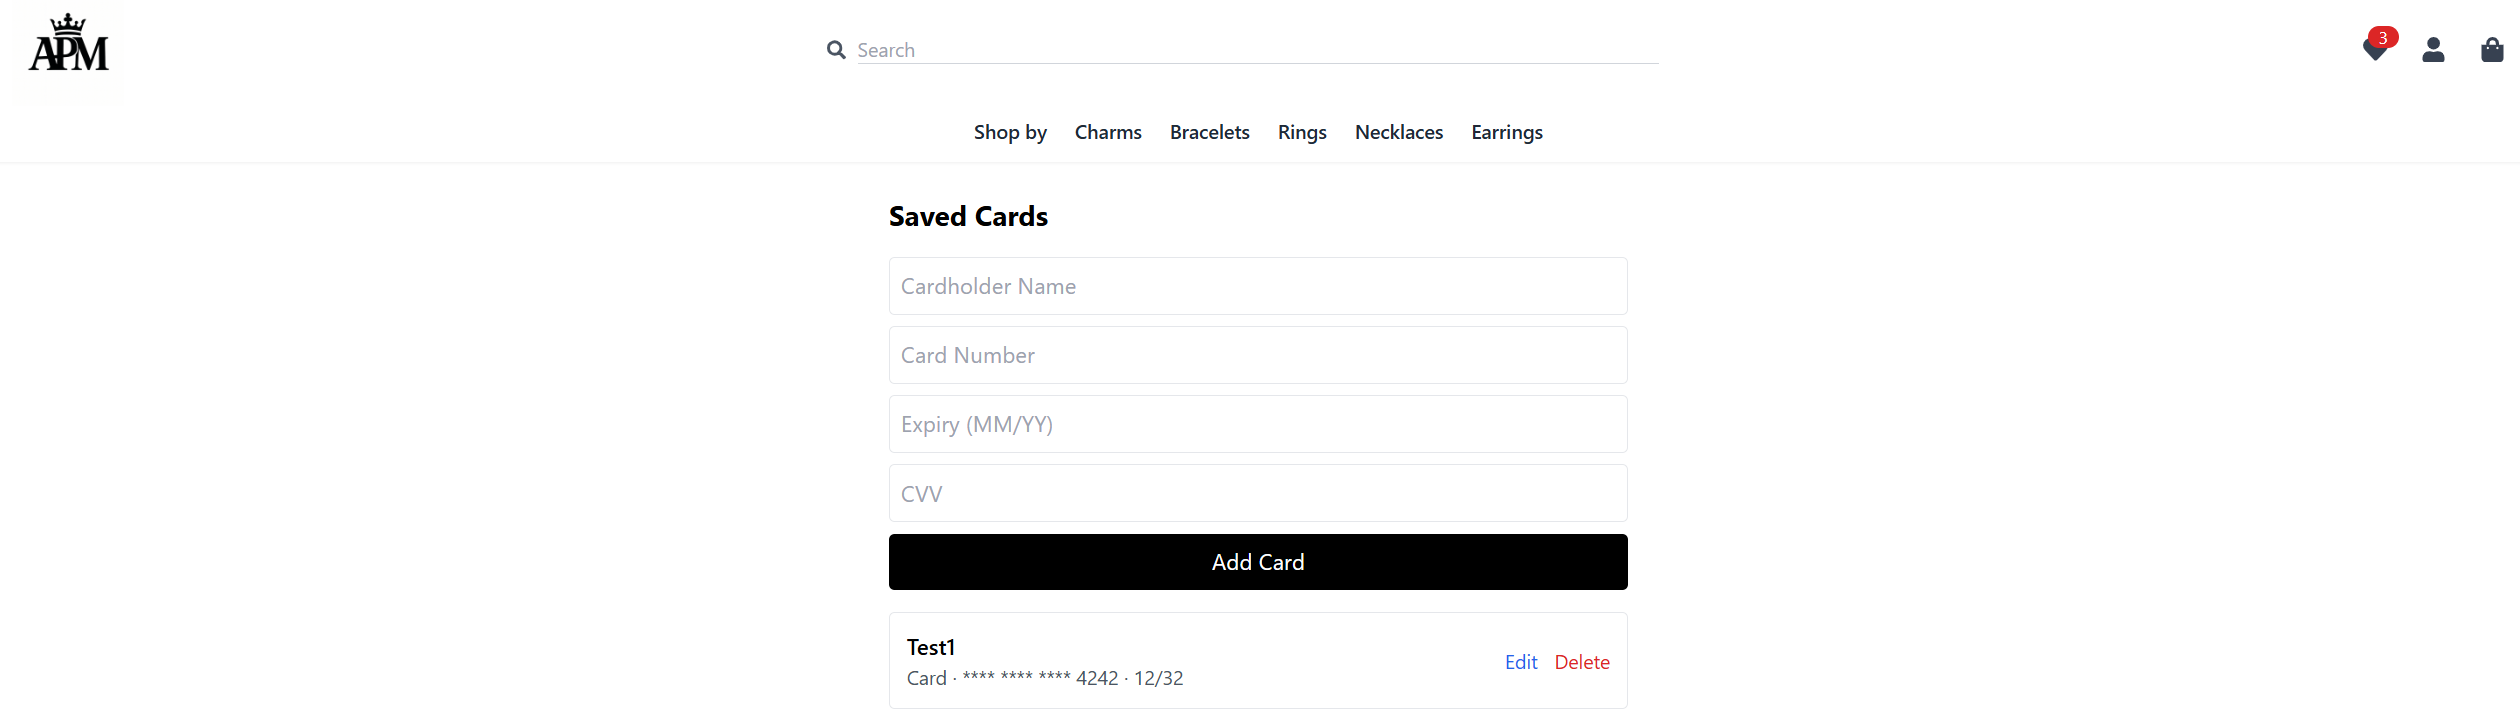 APM
Search
3
Shop by Charms Bracelets Rings Necklaces Earrings
Saved Cards
Cardholder Name
Card Number
Expiry (MM/YY)
CVV
Add Card
Test1
Card · **** **** **** 4242 · 12/32
Edit Delete